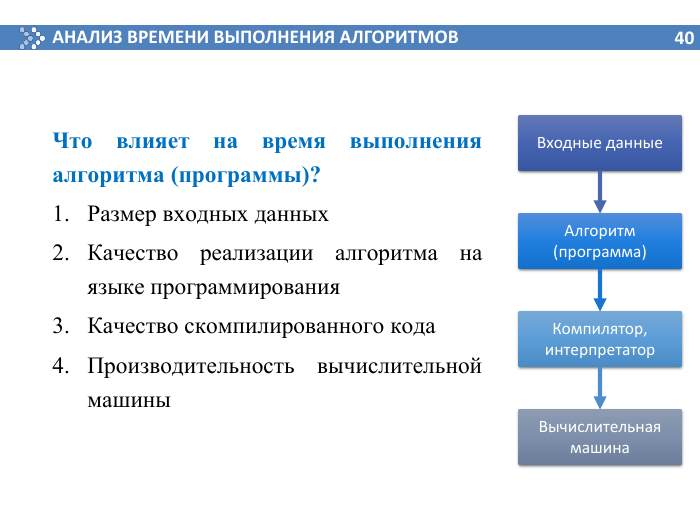 АНАЛИЗ ВРЕМЕНИ ВЫПОЛНЕНИЯ АЛГОРИТМОВ
40
Что влияет на время выполнения
алгоритма (программы)?
1. Размер входных данных
2. Качество реализации алгоритма на
языке программирования
3. Качество скомпилированного кода
4. Производительность вычислительной
машины
Входные данные
Алгоритм
(программа)
Компилятор,
интерпретатор
Вычислительная
машина